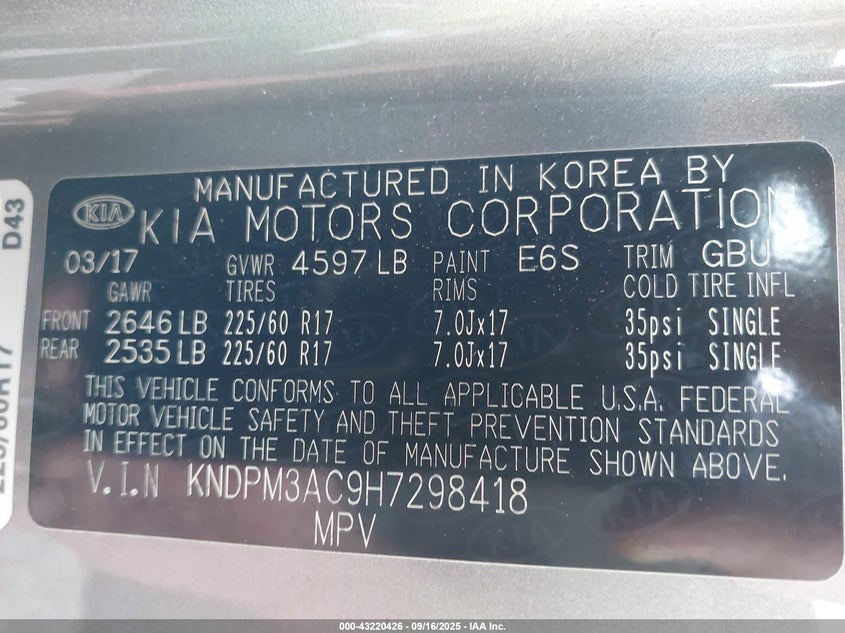 MANUFACTURED IN KOREA BY
KIA KIA MOTORS CORPORATION
03/17 GVWR 4597 LB PAINT E6S TRIM GBU
GAWR TIRES RIMS COLD TIRE INFL
FRONT 2646 LB 225/60 R17 7.0Jx17 35psi SINGLE
REAR 2535 LB 225/60 R17 7.0Jx17 35psi SINGLE
THIS VEHICLE CONFORMS TO ALL APPLICABLE U.S.A. FEDERAL
MOTOR VEHICLE SAFETY AND THEFT PREVENTION STANDARDS
IN EFFECT ON THE DATE OF MANUFACTURE SHOWN ABOVE.
V.I.N KNDPM3AC9H7298418
MPV
D43
225/60R17
000-43220426 - 09/16/2025 - IAA Inc.